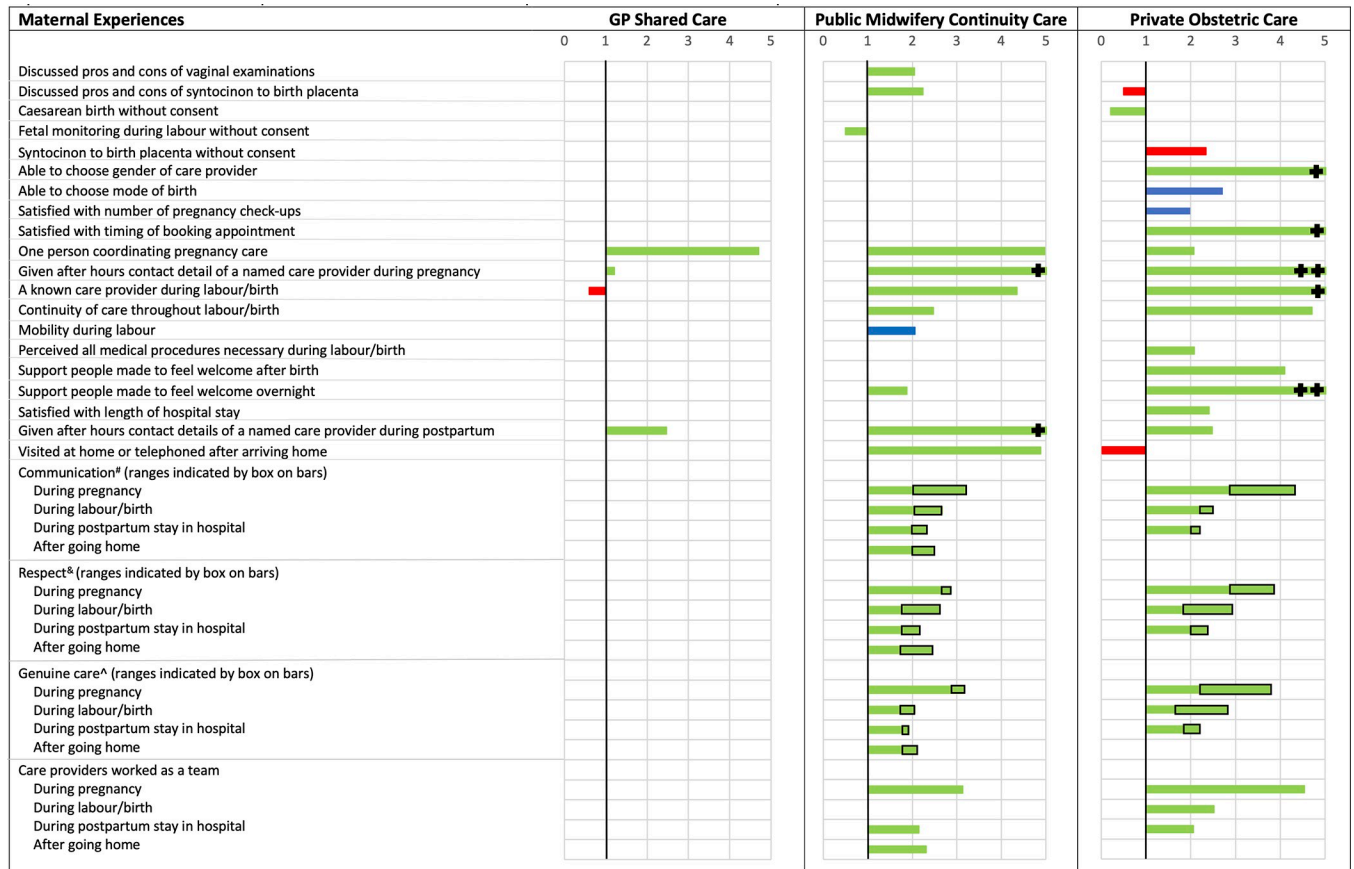 Maternal Experiences GP Shared Care Public Midwifery Continuity Care Private Obstetric Care
0 1 2 3 4 5 0 1 2 3 4 5 0 1 2 3 4 5
Discussed pros and cons of vaginal examinations
Discussed pros and cons of syntocinon to birth placenta
Caesarean birth without consent
Fetal monitoring during labour without consent
Syntocinon to birth placenta without consent
Able to choose gender of care provider
Able to choose mode of birth
Satisfied with number of pregnancy check-ups
Satisfied with timing of booking appointment
One person coordinating pregnancy care
Given after hours contact detail of a named care provider during pregnancy
A known care provider during labour/birth
Continuity of care throughout labour/birth
Mobility during labour
Perceived all medical procedures necessary during labour/birth
Support people made to feel welcome after birth
Support people made to feel welcome overnight
Satisfied with length of hospital stay
Given after hours contact details of a named care provider during postpartum
Visited at home or telephoned after arriving home
Communication# (ranges indicated by box on bars)
During pregnancy
During labour/birth
During postpartum stay in hospital
After going home
Respect& (ranges indicated by box on bars)
During pregnancy
During labour/birth
During postpartum stay in hospital
After going home
Genuine care^ (ranges indicated by box on bars)
During pregnancy
During labour/birth
During postpartum stay in hospital
After going home
Care providers worked as a team
During pregnancy
During labour/birth
During postpartum stay in hospital
After going home